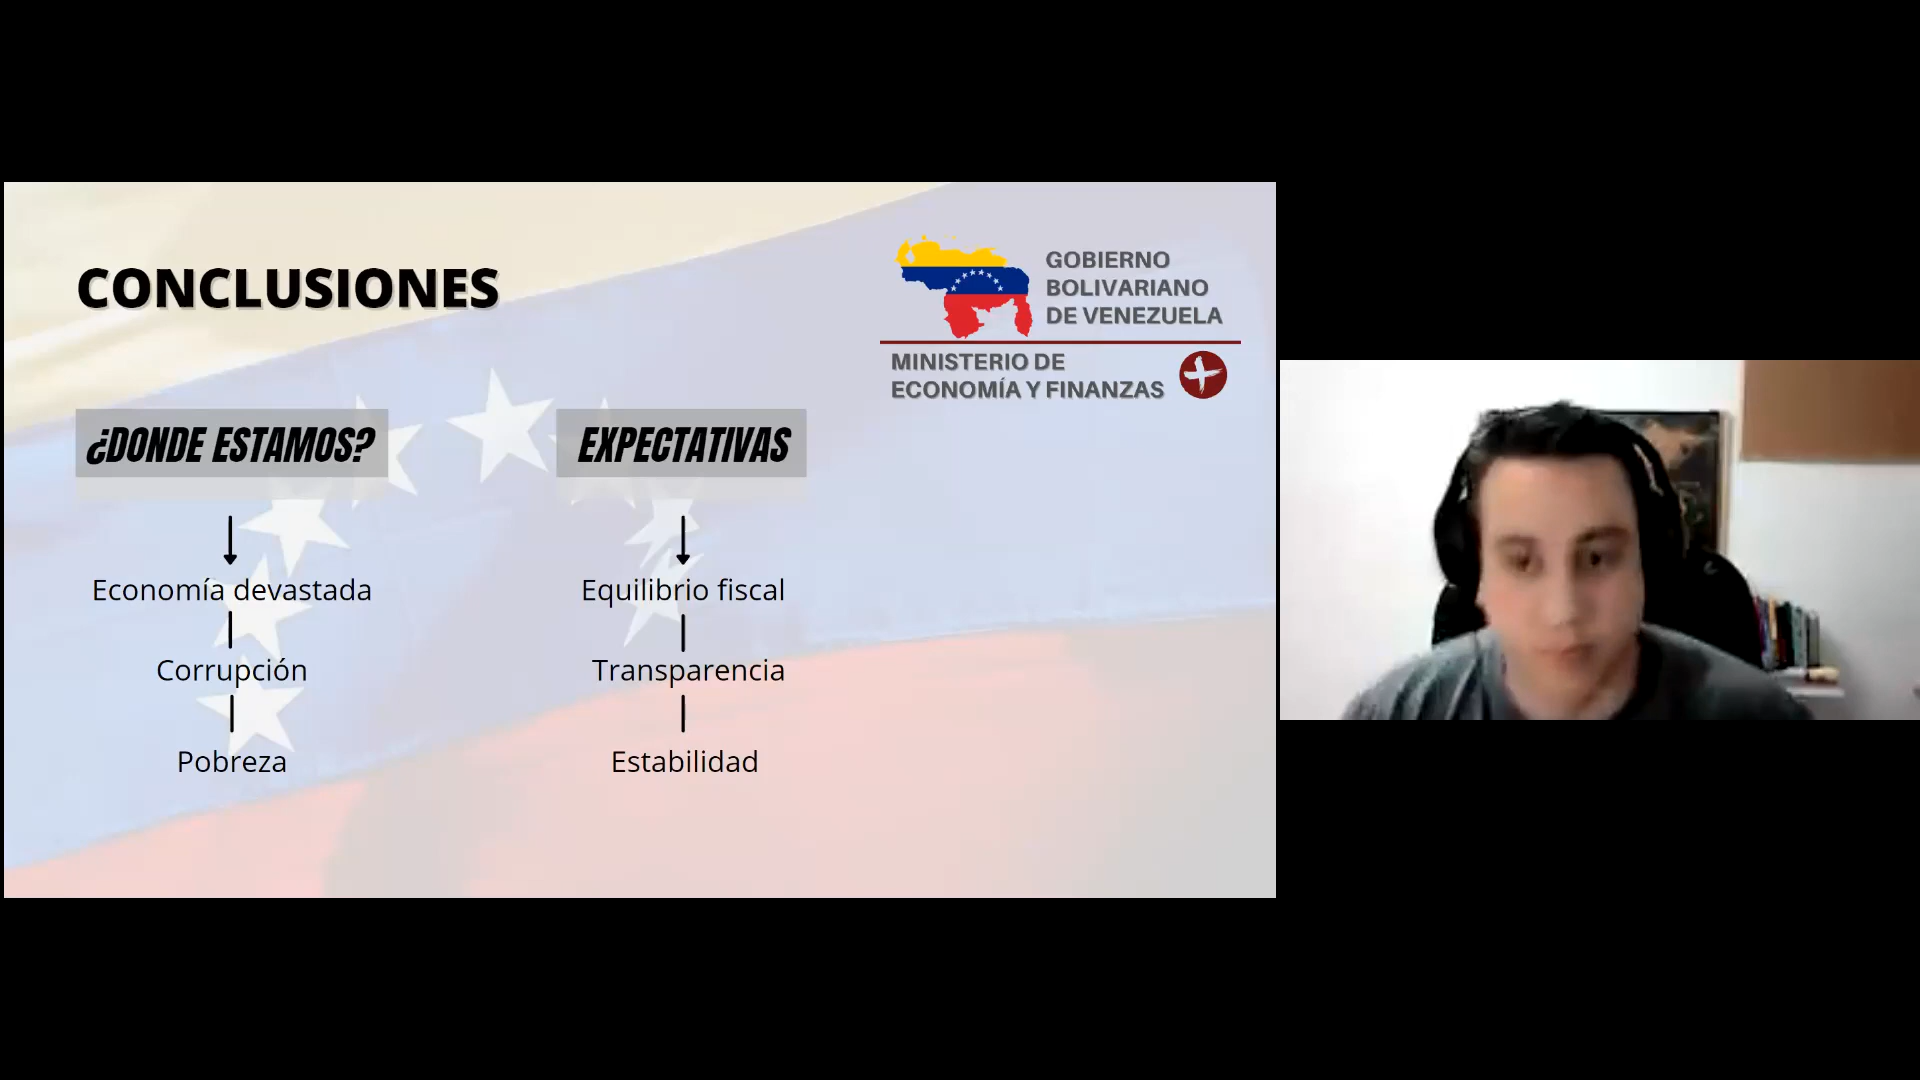 CONCLUSIONES
GOBIERNO
BOLIVARIANO
DE VENEZUELA
MINISTERIO DE
ECONOMÍA Y FINANZAS
¿DONDE ESTAMOS?
Economía devastada
Corrupción
Pobreza
EXPECTATIVAS
Equilibrio fiscal
Transparencia
Estabilidad